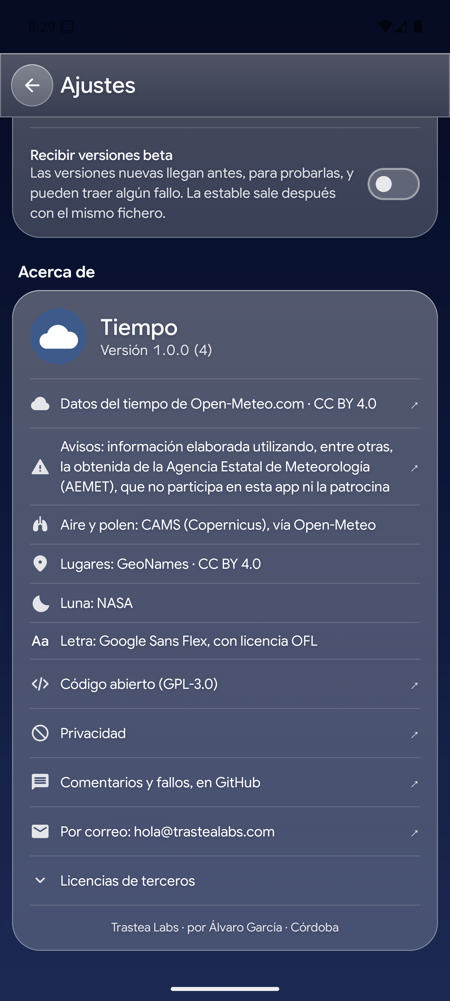 8:29
Ajustes
Recibir versiones beta
Las versiones nuevas llegan antes, para probarlas, y
pueden traer algún fallo. La estable sale después
con el mismo fichero.
Acerca de
Tiempo
Versión 1.0.0 (4)
Datos del tiempo de Open-Meteo.com · CC BY 4.0
Avisos: información elaborada utilizando, entre otras,
la obtenida de la Agencia Estatal de Meteorología
(AEMET), que no participa en esta app ni la patrocina
Aire y polen: CAMS (Copernicus), vía Open-Meteo
Lugares: GeoNames · CC BY 4.0
Luna: NASA
Aa Letra: Google Sans Flex, con licencia OFL
Código abierto (GPL-3.0)
Privacidad
Comentarios y fallos, en GitHub
Por correo: hola@trastealabs.com
Licencias de terceros
Trastea Labs · por Álvaro García · Córdoba